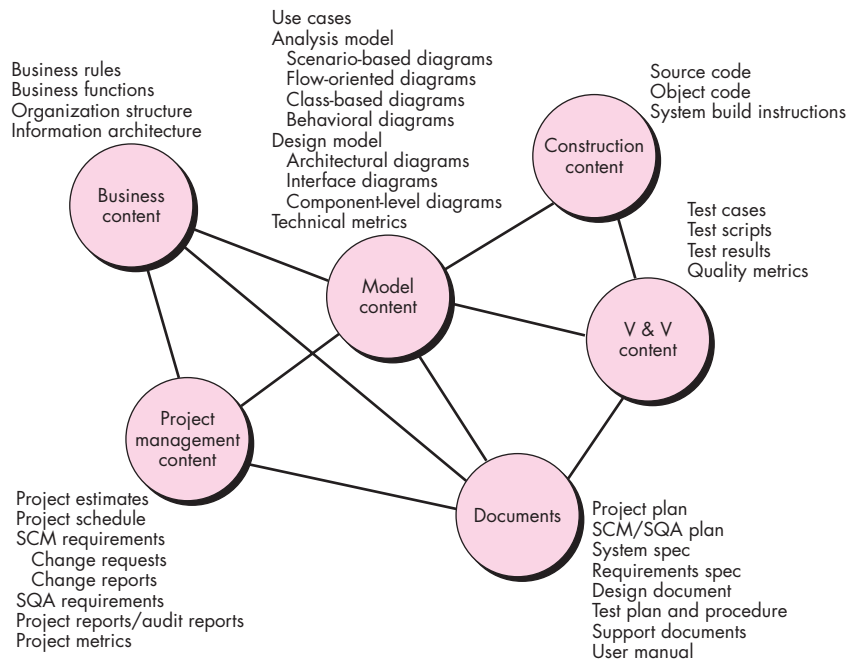 Use cases
Analysis model
Scenario-based diagrams
Flow-oriented diagrams
Class-based diagrams
Behavioral diagrams
Design model
Architectural diagrams
Interface diagrams
Component-level diagrams
Technical metrics
Business rules
Business functions
Organization structure
Information architecture
Source code
Object code
System build instructions
Construction
content
Business
content
Test cases
Test scripts
Test results
Quality metrics
Model
content
V & V
content
Project
management
content
Documents
Project estimates
Project schedule
SCM requirements
Change requests
Change reports
SQA requirements
Project reports/audit reports
Project metrics
Project plan
SCM/SQA plan
System spec
Requirements spec
Design document
Test plan and procedure
Support documents
User manual